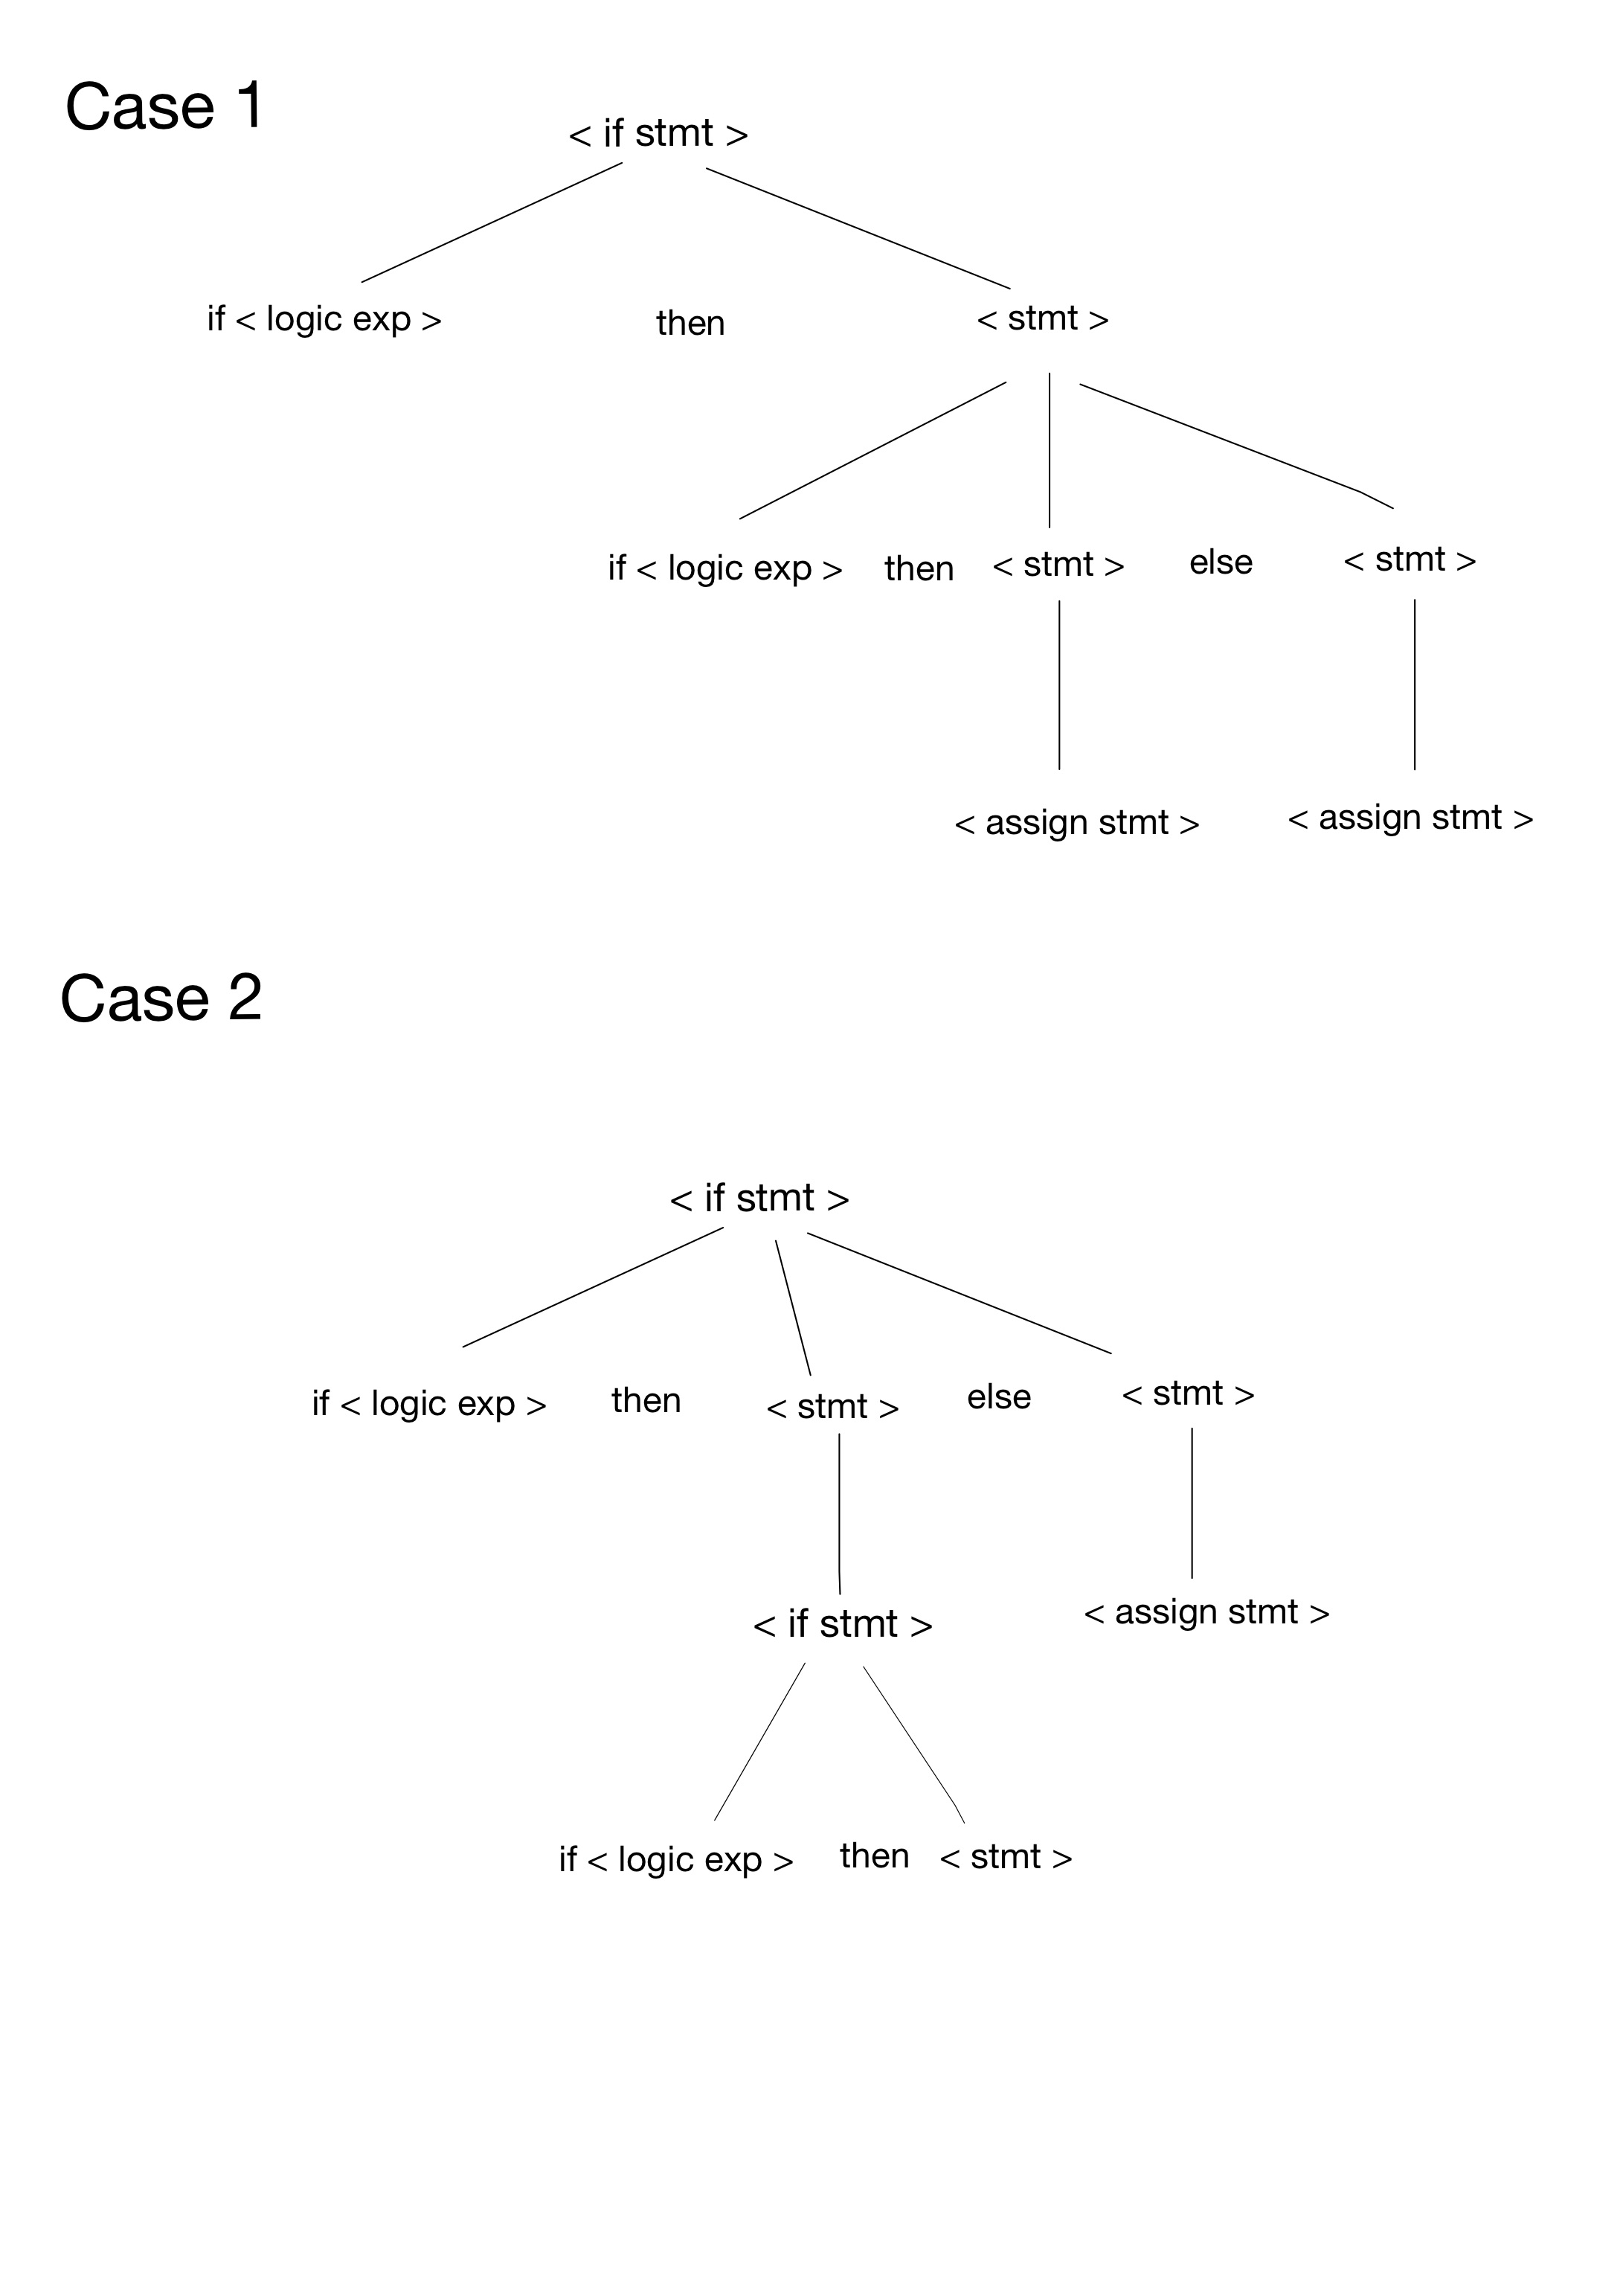 Case 1
< if stmt >
if < logic exp > then < stmt >
if < logic exp > then < stmt > else < stmt >
< assign stmt > < assign stmt >
Case 2
< if stmt >
if < logic exp > then < stmt > else < stmt >
< if stmt > < assign stmt >
if < logic exp > then < stmt >